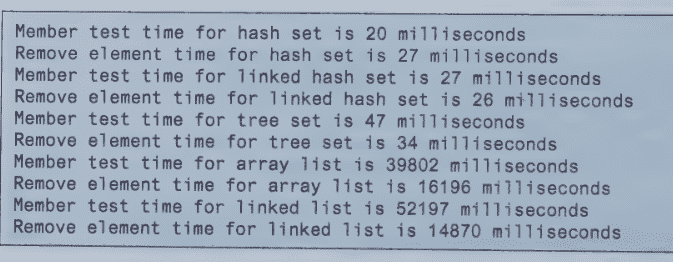 Member test time for hash set is 20 milliseconds
Remove element time for hash set is 27 milliseconds
Member test time for linked hash set is 27 milliseconds
Remove element time for linked hash set is 26 milliseconds
Member test time for tree set is 47 milliseconds
Remove element time for tree set is 34 milliseconds
Member test time for array list is 39802 milliseconds
Remove element time for array list is 16196 milliseconds
Member test time for linked list is 52197 milliseconds
Remove element time for linked list is 14870 milliseconds